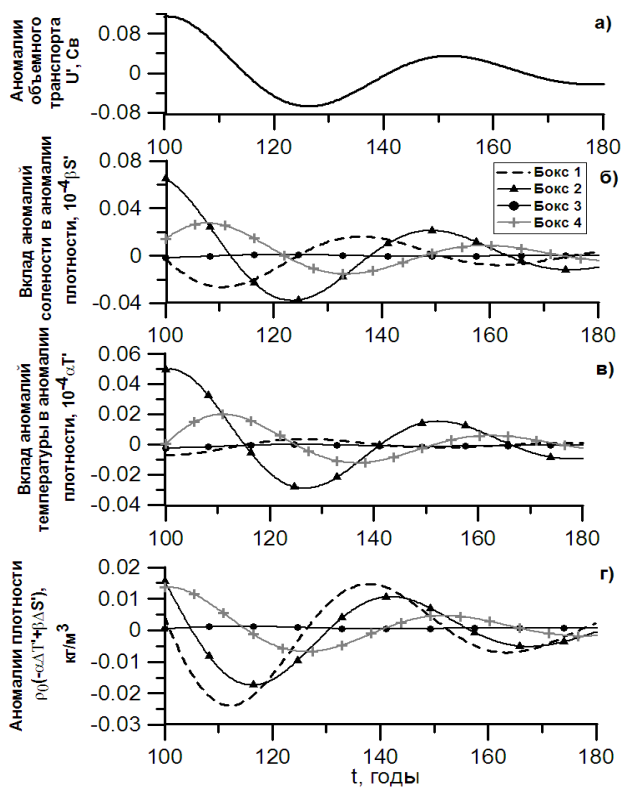 Аномалии
объемного
транспорта
U', Св
0.08
0
-0.08
а)
100 120 140 160 180
Вклад аномалий
солености в аномалии
плотности, 10⁻⁴βS'
0.08
0.04
0
-0.04
б)
Бокс 1
Бокс 2
Бокс 3
Бокс 4
100 120 140 160 180
Вклад аномалий
температуры в аномалии
плотности, 10⁻⁴αT'
0.06
0.04
0.02
0
-0.02
-0.04
в)
100 120 140 160 180
Аномалии плотности
ρ₀(-αΔT'+βΔS'),
кг/м³
0.02
0.01
0
-0.01
-0.02
-0.03
г)
100 120 140 160 180
t, годы